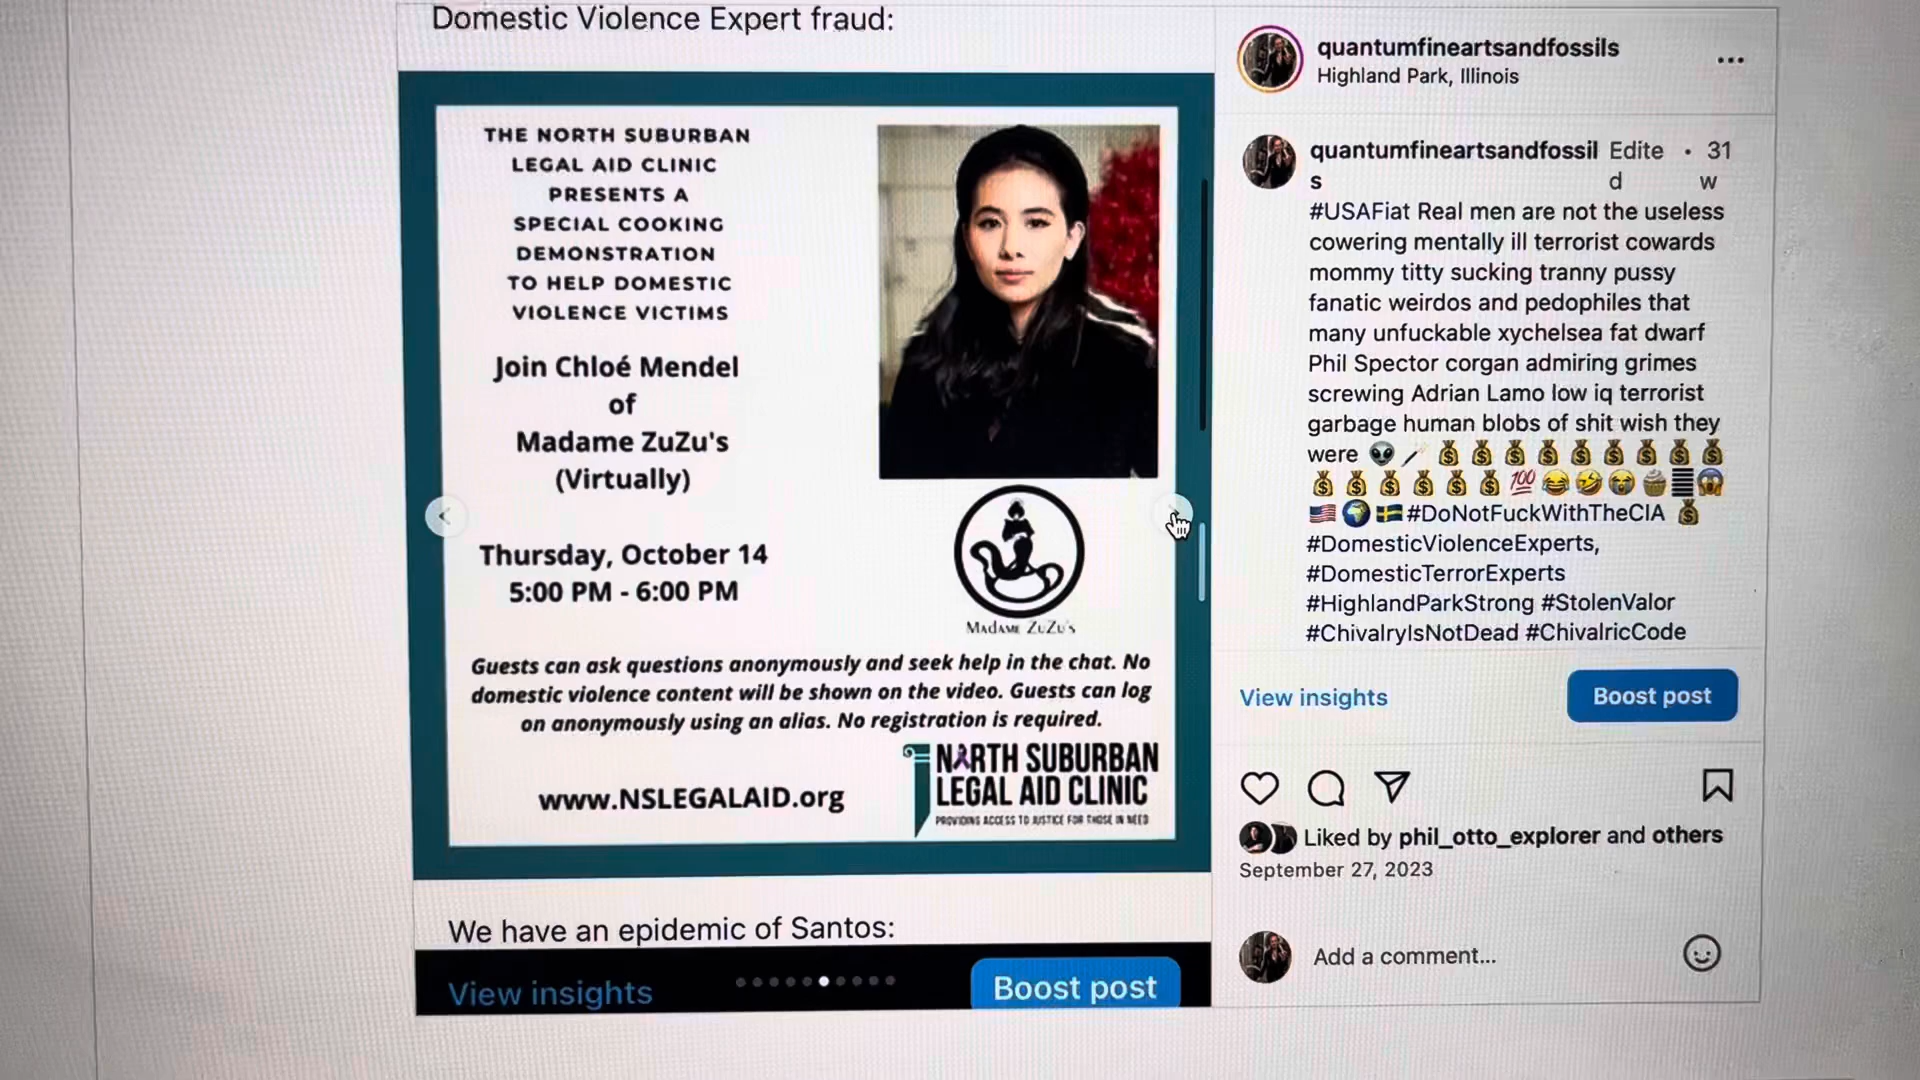 Domestic Violence Expert fraud:
THE NORTH SUBURBAN
LEGAL AID CLINIC
PRESENTS A
SPECIAL COOKING
DEMONSTRATION
TO HELP DOMESTIC
VIOLENCE VICTIMS
Join Chloé Mendel
of
Madame ZuZu's
(Virtually)
Thursday, October 14
5:00 PM - 6:00 PM
MADAME ZUZU'S
Guests can ask questions anonymously and seek help in the chat. No
domestic violence content will be shown on the video. Guests can log
on anonymously using an alias. No registration is required.
www.NSLEGALAID.org
NORTH SUBURBAN
LEGAL AID CLINIC
PROVIDING ACCESS TO JUSTICE FOR THOSE IN NEED
We have an epidemic of Santos:
View insights
Boost post
quantumfineartsandfossils
Highland Park, Illinois
quantumfineartsandfossil Edite • 31
s d w
#USAFiat Real men are not the useless
cowering mentally ill terrorist cowards
mommy titty sucking tranny pussy
fanatic weirdos and pedophiles that
many unfuckable xychelsea fat dwarf
Phil Spector corgan admiring grimes
screwing Adrian Lamo low iq terrorist
garbage human blobs of shit wish they
were 👽 🪄 💰 💰 💰 💰 💰 💰 💰 💰 💰
💰 💰 💰 💰 💰 💰 💯 😂 🤣 😭 🧁 😱
🇺🇸 🌍 🇸🇪 #DoNotFuckWithTheCIA 💰
#DomesticViolenceExperts,
#DomesticTerrorExperts
#HighlandParkStrong #StolenValor
#ChivalryIsNotDead #ChivalricCode
View insights
Boost post
Liked by phil_otto_explorer and others
September 27, 2023
Add a comment...